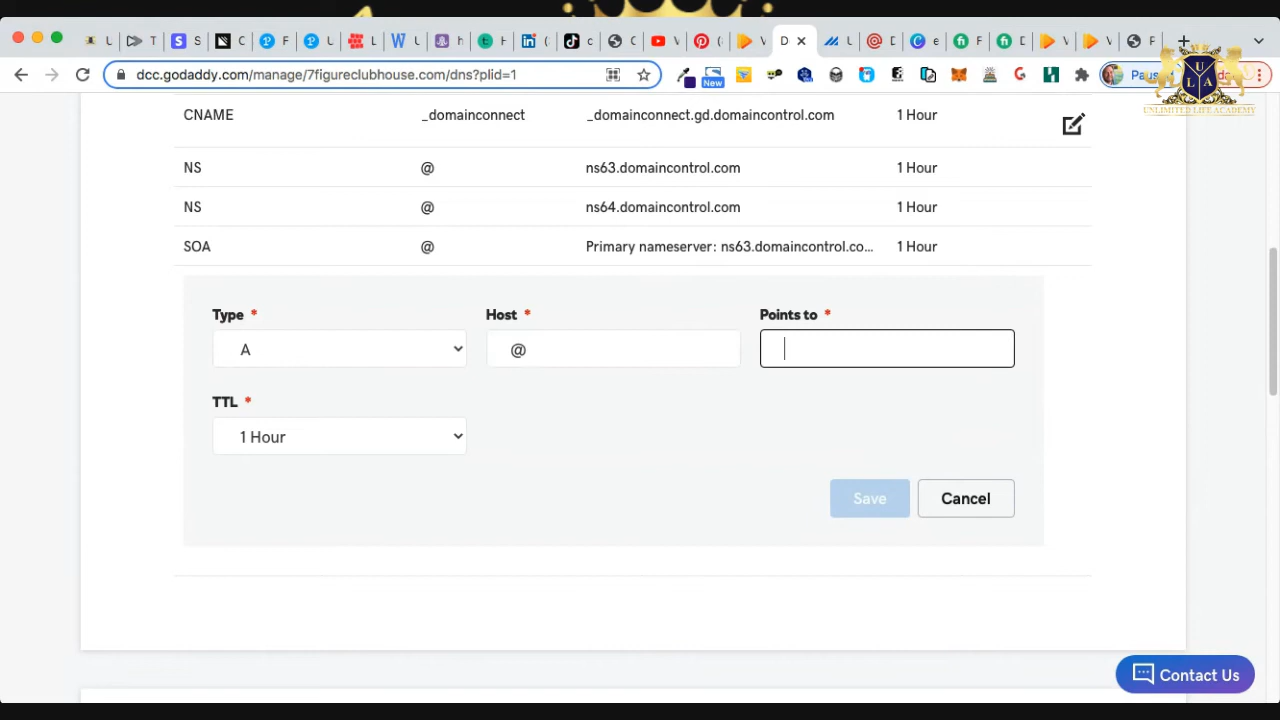 dcc.godaddy.com/manage/7figureclubhouse.com/dns?plid=1
New
Paus
ULA
UNLIMITED LIFE ACADEMY
CNAME _domainconnect _domainconnect.gd.domaincontrol.com 1 Hour
NS @ ns63.domaincontrol.com 1 Hour
NS @ ns64.domaincontrol.com 1 Hour
SOA @ Primary nameserver: ns63.domaincontrol.co... 1 Hour
Type * Host * Points to *
A @
TTL *
1 Hour
Save Cancel
Contact Us